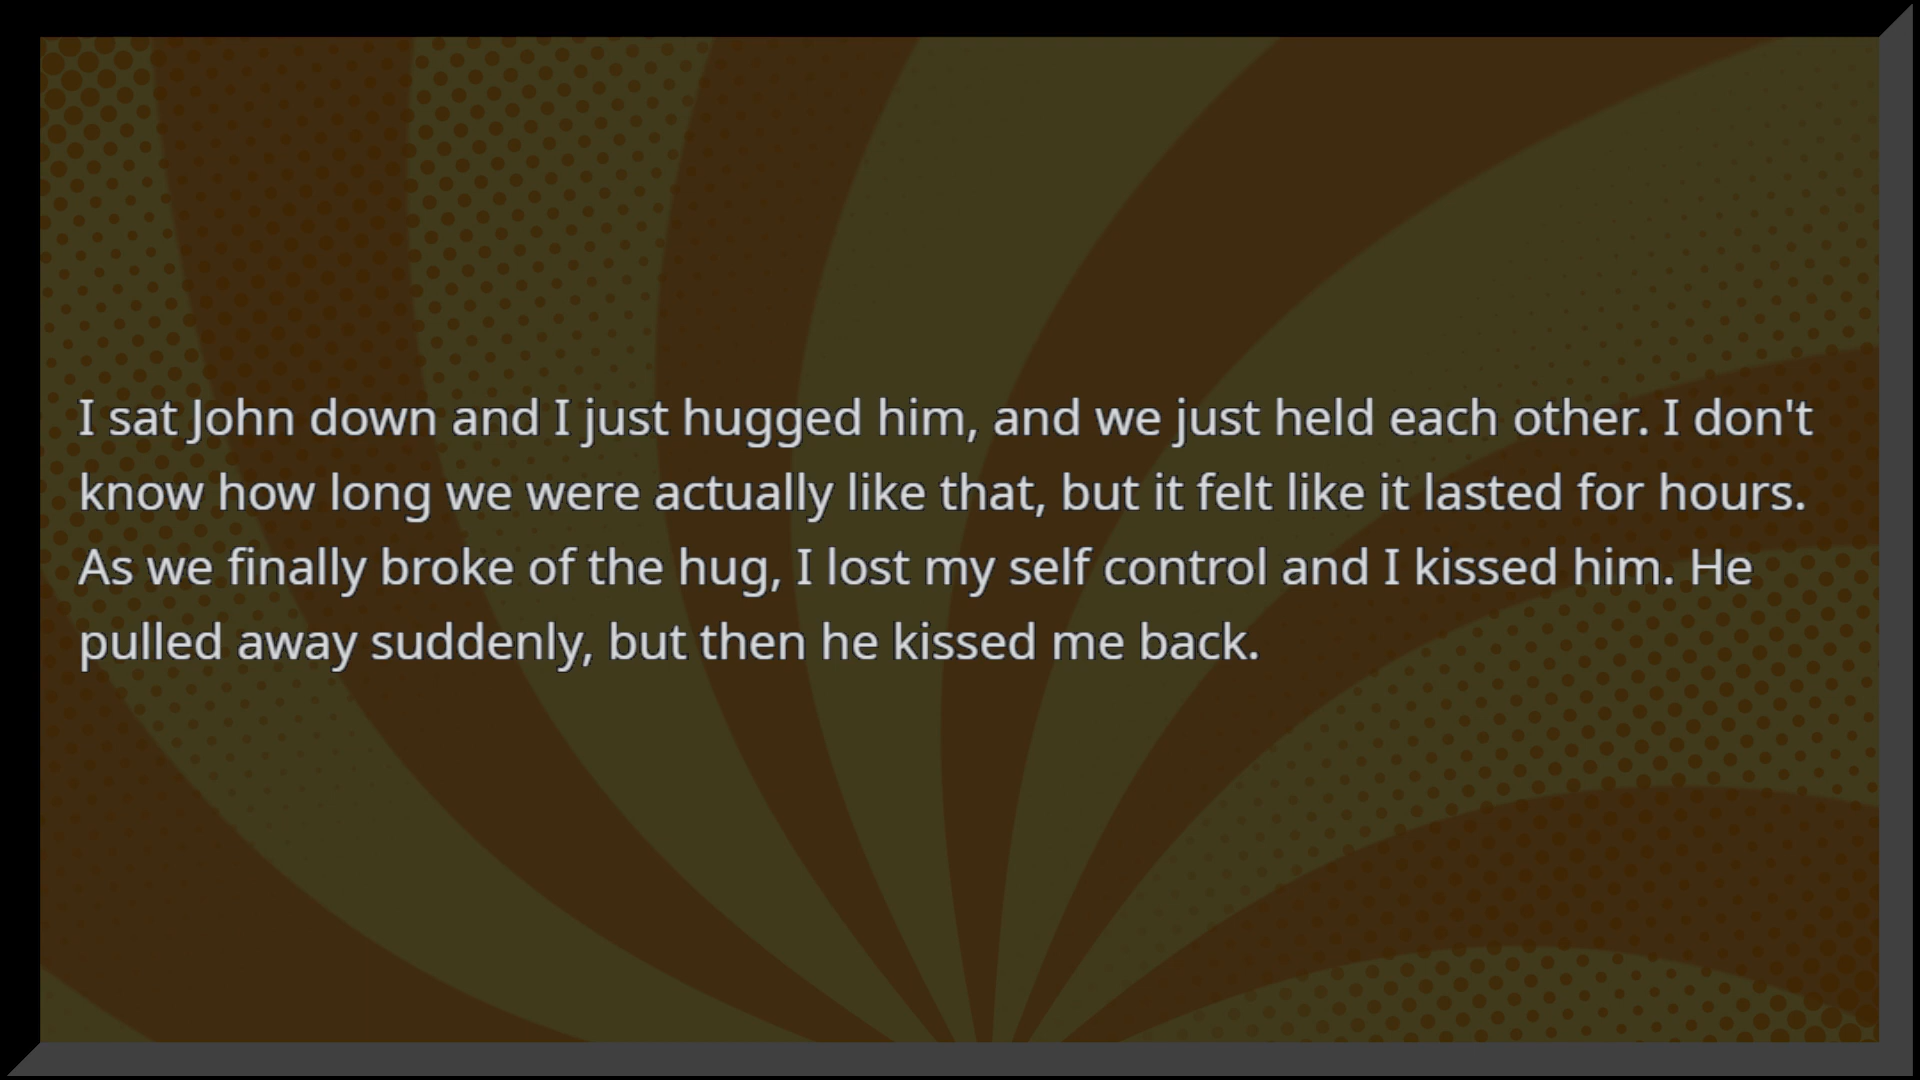 I sat John down and I just hugged him, and we just held each other. I don't
know how long we were actually like that, but it felt like it lasted for hours.
As we finally broke of the hug, I lost my self control and I kissed him. He
pulled away suddenly, but then he kissed me back.